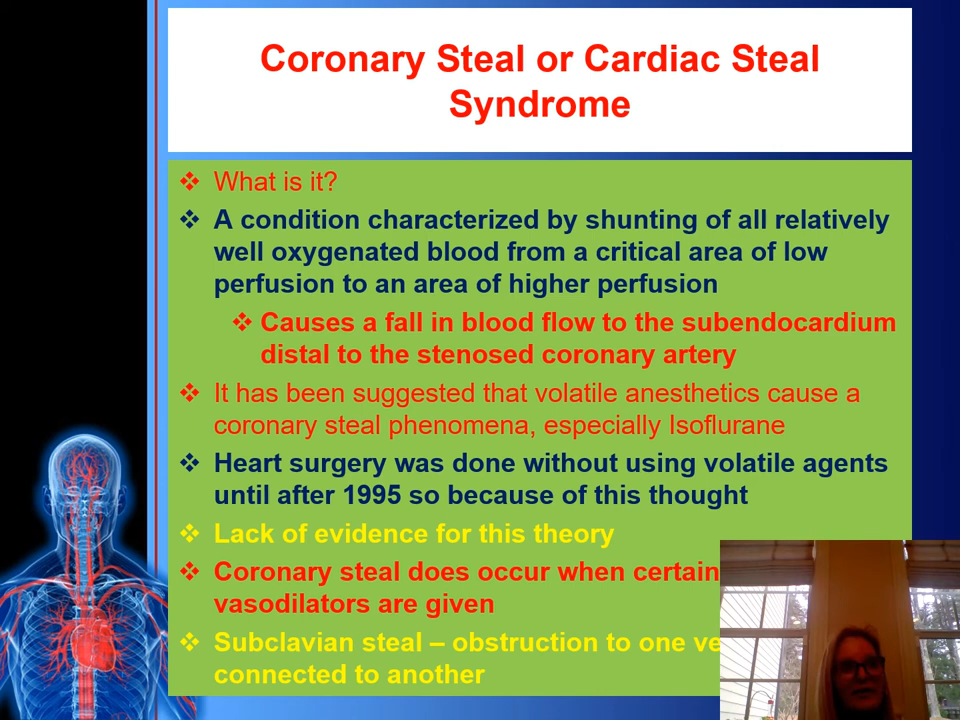 Coronary Steal or Cardiac Steal
Syndrome
What is it?
A condition characterized by shunting of all relatively
well oxygenated blood from a critical area of low
perfusion to an area of higher perfusion
Causes a fall in blood flow to the subendocardium
distal to the stenosed coronary artery
It has been suggested that volatile anesthetics cause a
coronary steal phenomena, especially Isoflurane
Heart surgery was done without using volatile agents
until after 1995 so because of this thought
Lack of evidence for this theory
Coronary steal does occur when certain
vasodilators are given
Subclavian steal – obstruction to one
connected to another